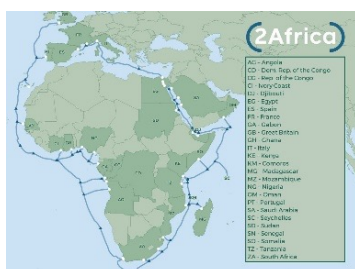 2Africa
AO - Angola
CD - Dem. Rep. of the Congo
CG - Rep. of the Congo
CI - Ivory Coast
DJ - Djibouti
EG - Egypt
ES - Spain
FR - France
GA - Gabon
GB - Great Britain
GH - Ghana
IT - Italy
KE - Kenya
KM - Comoros
MG - Madagascar
MZ - Mozambique
NG - Nigeria
OM - Oman
PT - Portugal
SA - Saudi Arabia
SC - Seychelles
SD - Sudan
SN - Senegal
SO - Somalia
TZ - Tanzania
ZA - South Africa